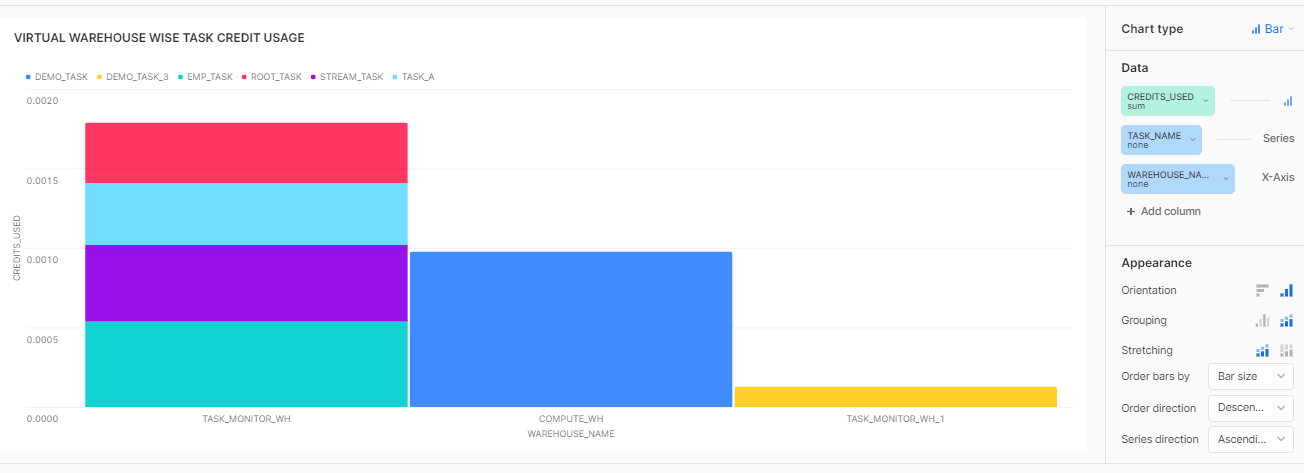 VIRTUAL WAREHOUSE WISE TASK CREDIT USAGE
DEMO_TASK DEMO_TASK_3 EMP_TASK ROOT_TASK STREAM_TASK TASK_A
0.0020
0.0015
0.0010
0.0005
0.0000
CREDITS_USED
TASK_MONITOR_WH COMPUTE_WH TASK_MONITOR_WH_1
WAREHOUSE_NAME
Chart type Bar
Data
CREDITS_USED
sum
TASK_NAME
none
Series
WAREHOUSE_NA...
none
X-Axis
+ Add column
Appearance
Orientation
Grouping
Stretching
Order bars by Bar size
Order direction Descen...
Series direction Ascendi...